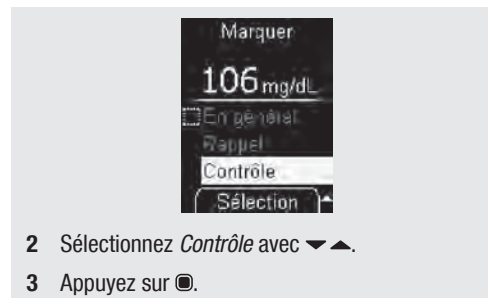 Marquer
106 mg/dL
En général
Rappel
Contrôle
Sélection
2 Sélectionnez Contrôle avec ▼▲.
3 Appuyez sur ▣.